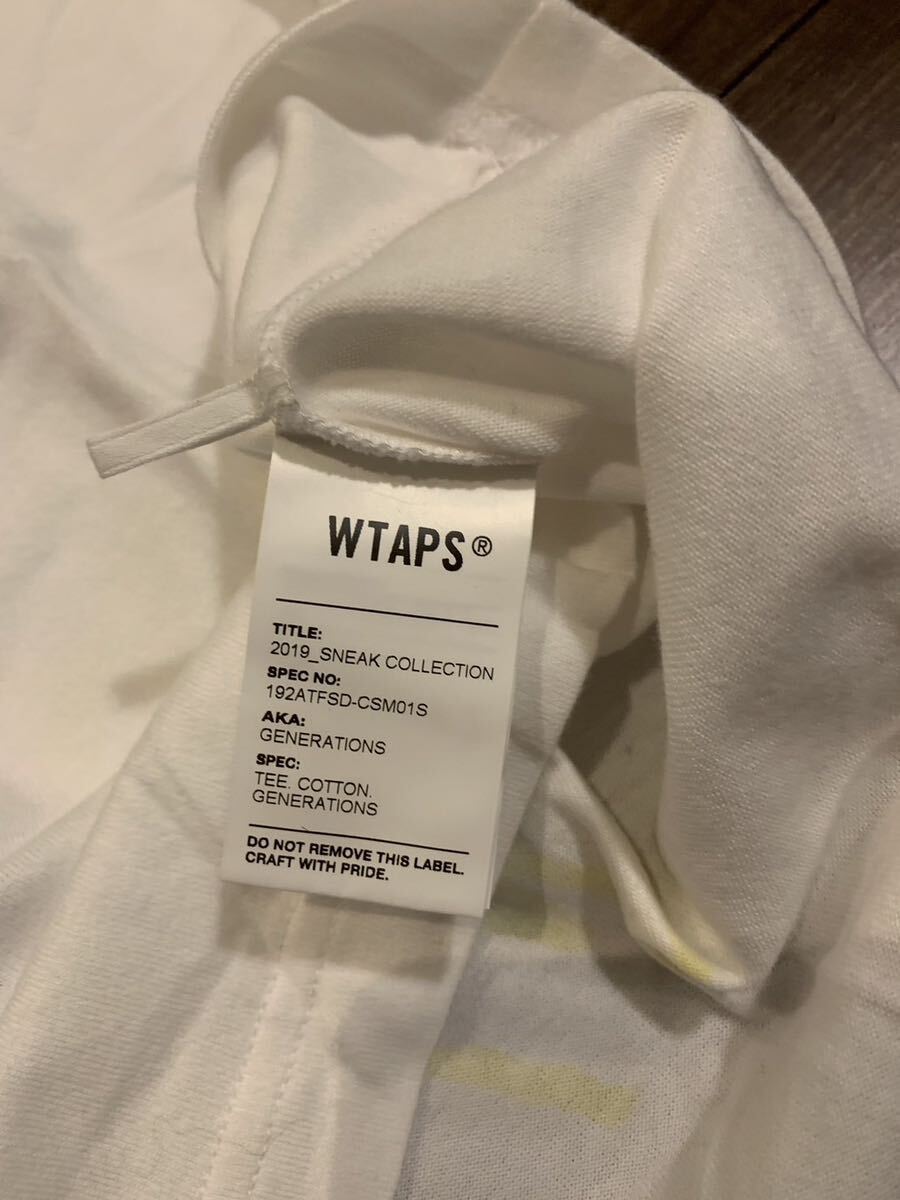 WTAPS®
TITLE:
2019_SNEAK COLLECTION
SPEC NO:
192ATFSD-CSM01S
AKA:
GENERATIONS
SPEC:
TEE. COTTON.
GENERATIONS
DO NOT REMOVE THIS LABEL.
CRAFT WITH PRIDE.